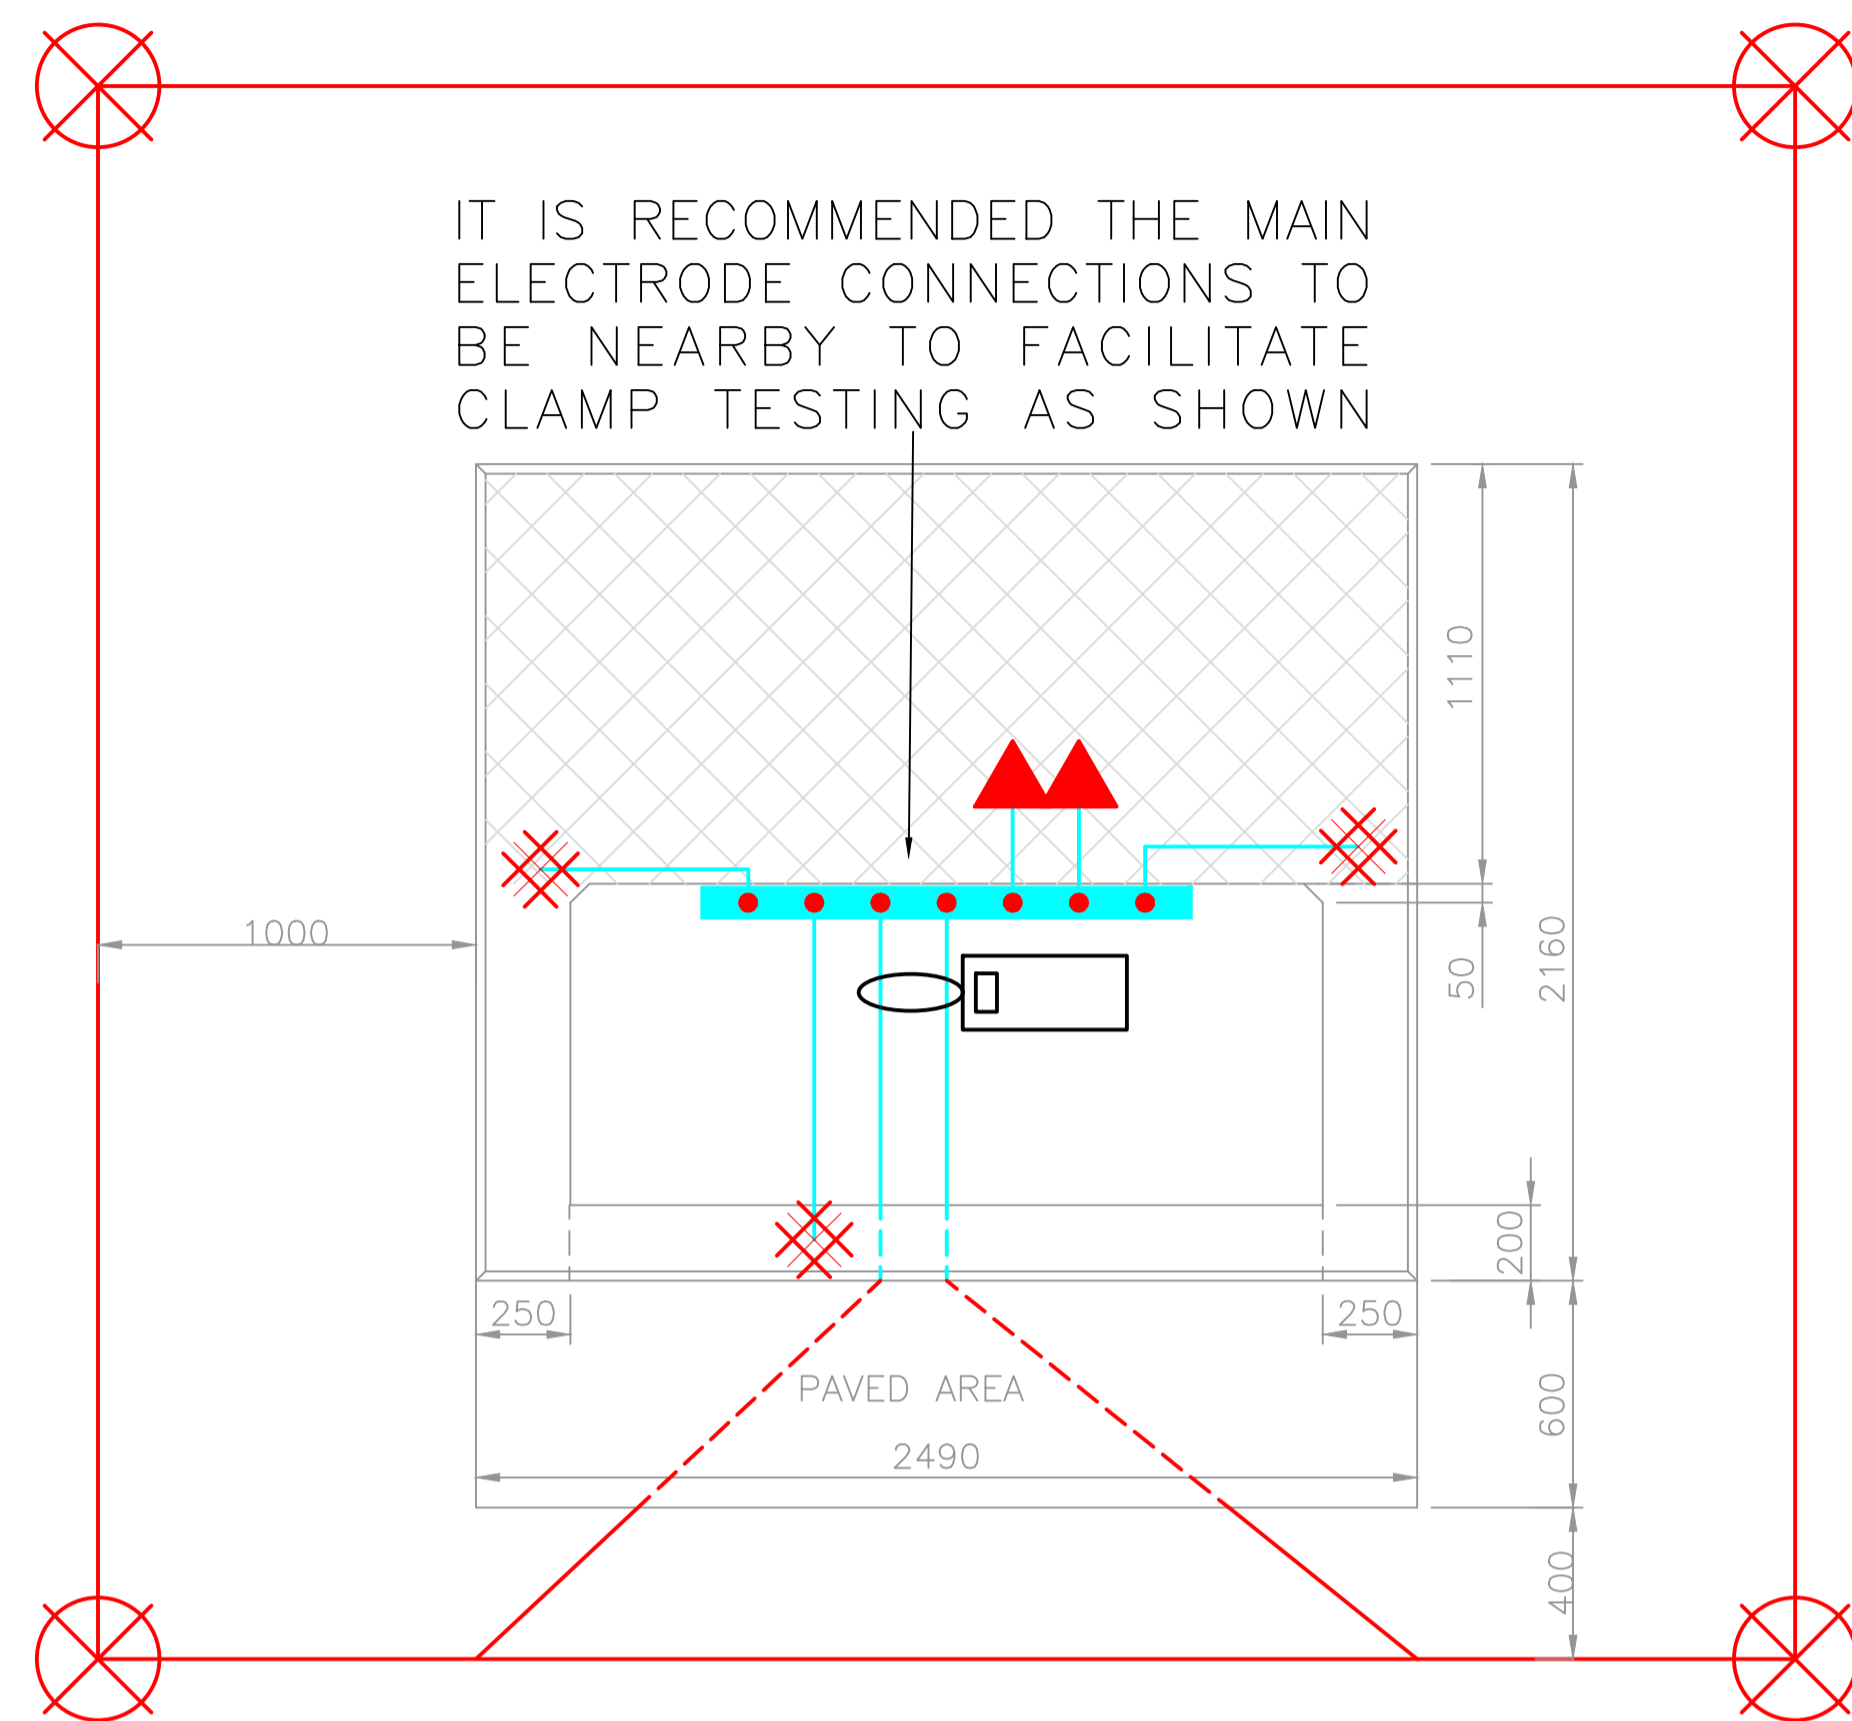 IT IS RECOMMENDED THE MAIN
ELECTRODE CONNECTIONS TO
BE NEARBY TO FACILITATE
CLAMP TESTING AS SHOWN
1110
1000
50
2160
200
250
250
PAVED AREA
600
2490
400